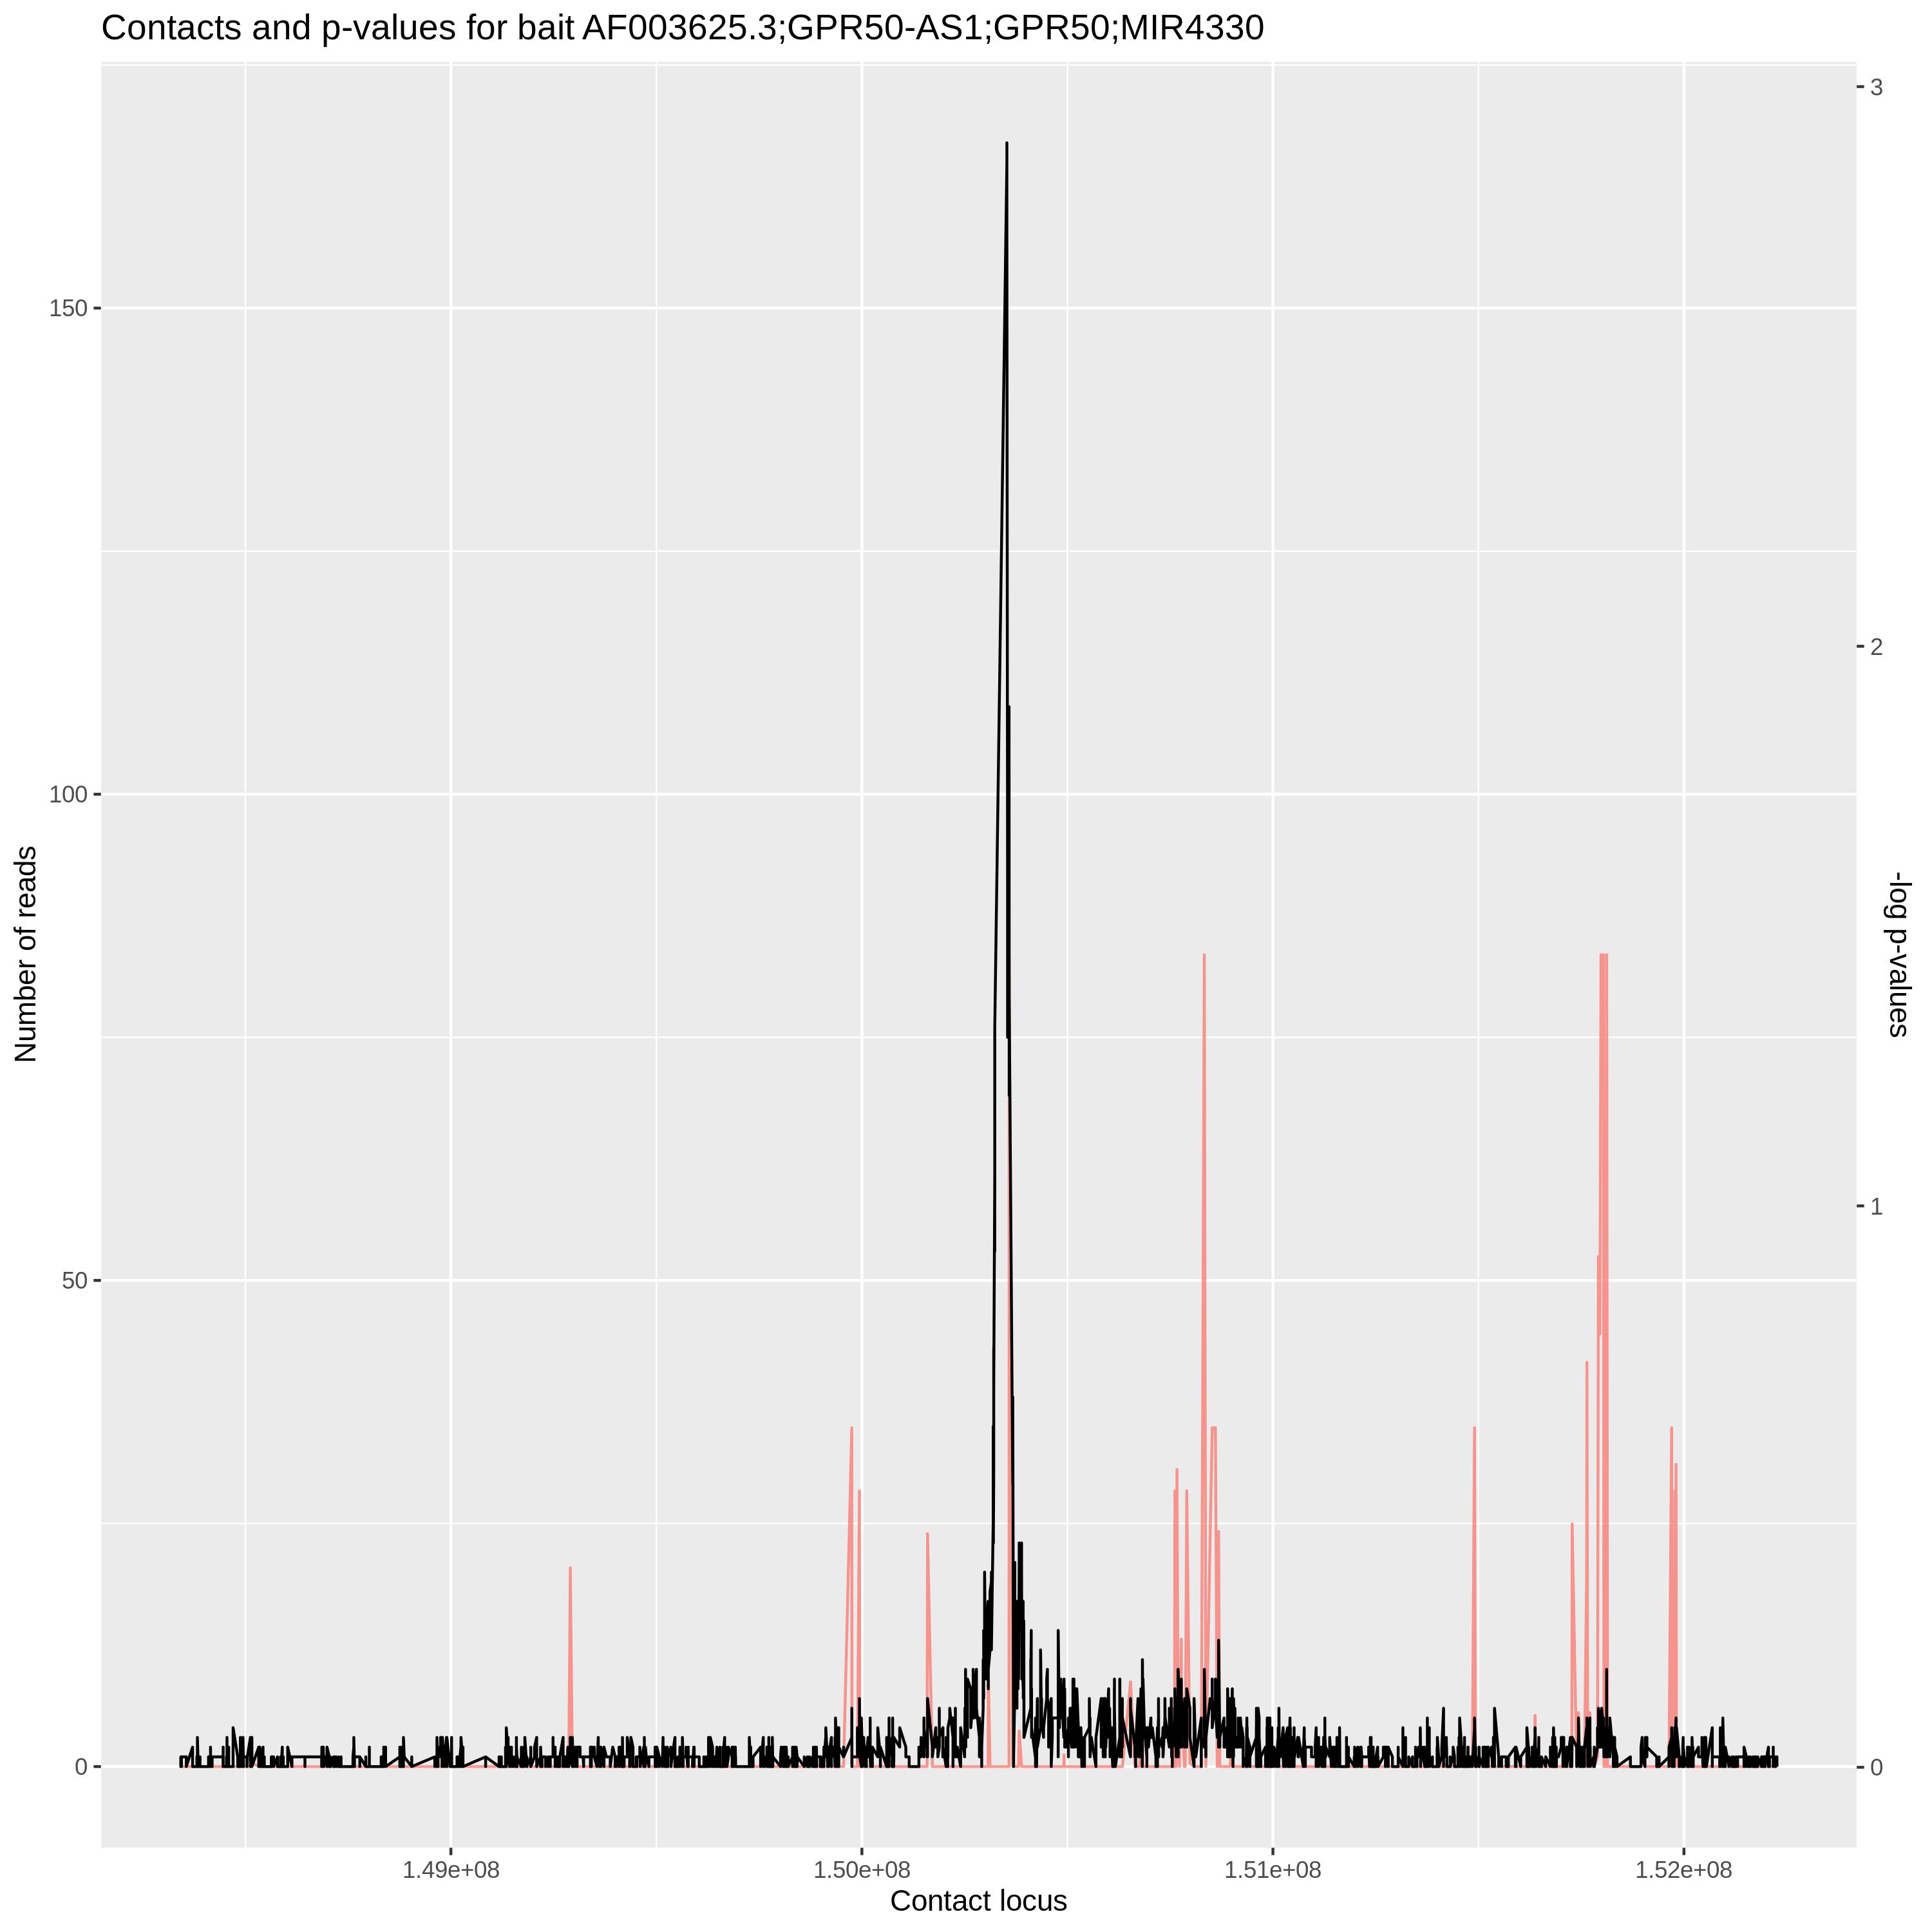 Contacts and p-values for bait AF003625.3;GPR50-AS1;GPR50;MIR4330
Number of reads
150
100
50
0
3
2
1
0
-log p-values
1.49e+08
1.50e+08
1.51e+08
1.52e+08
Contact locus